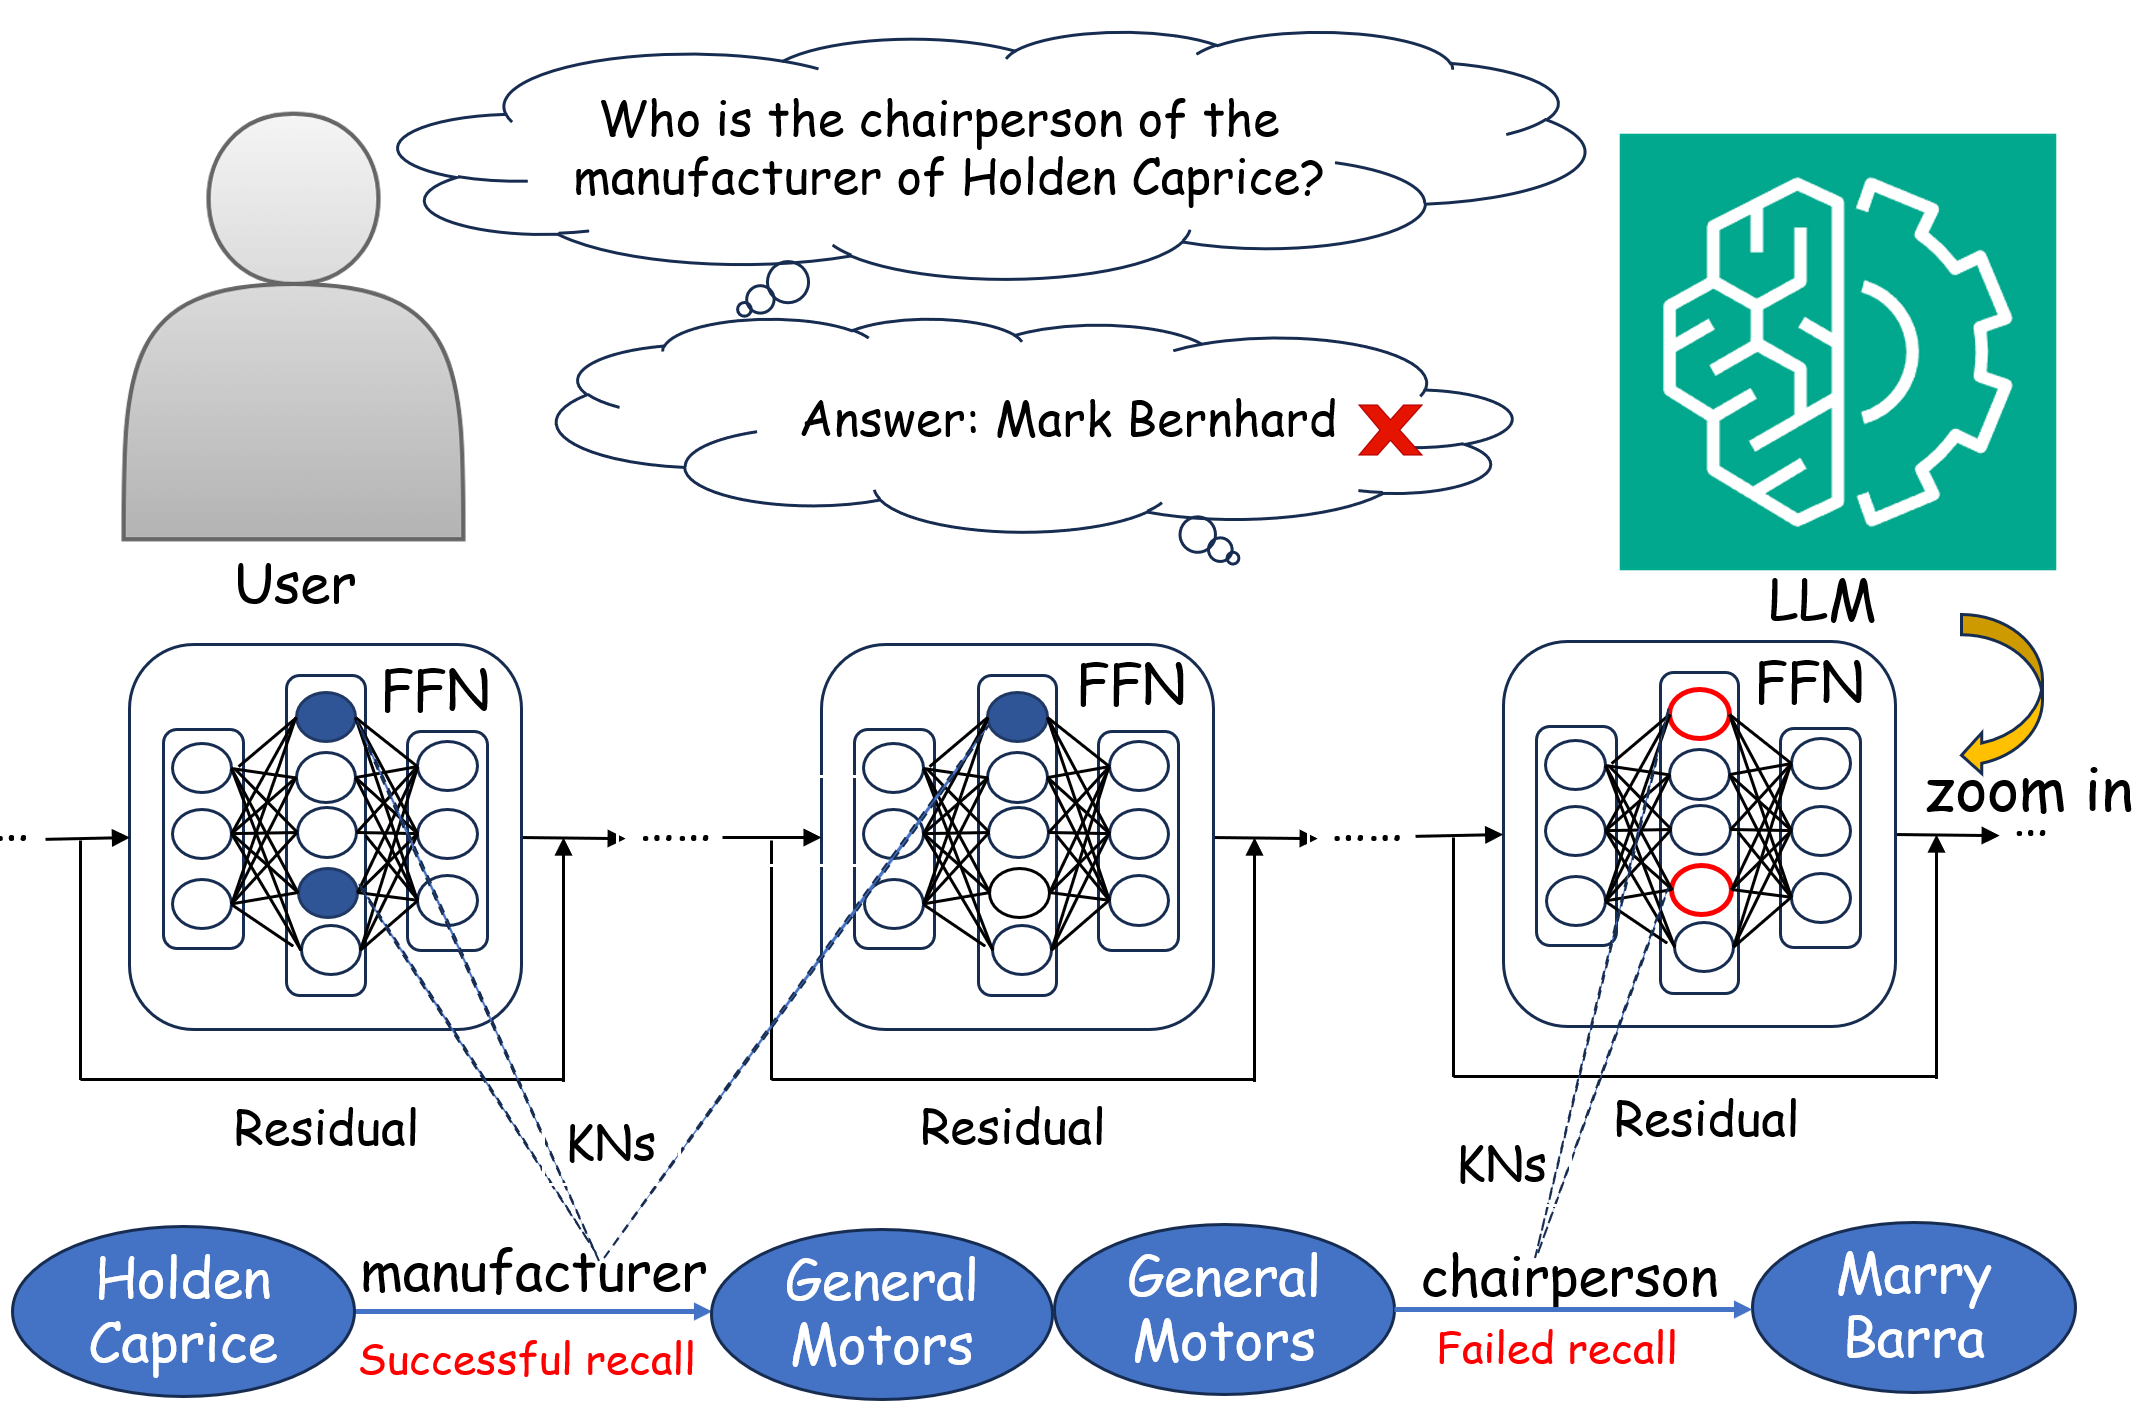 Who is the chairperson of the
manufacturer of Holden Caprice?
Answer: Mark Bernhard
User
LLM
FFN
FFN
FFN
zoom in
...
......
......
...
Residual
Residual
Residual
KNs
KNs
Holden
Caprice
manufacturer
Successful recall
General
Motors
General
Motors
chairperson
Failed recall
Marry
Barra